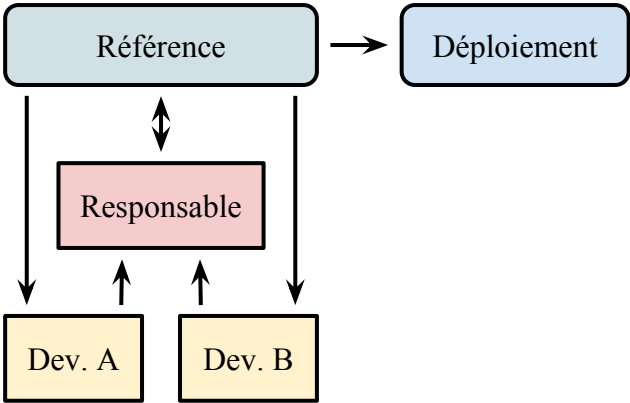 Référence
Déploiement
Responsable
Dev. A
Dev. B